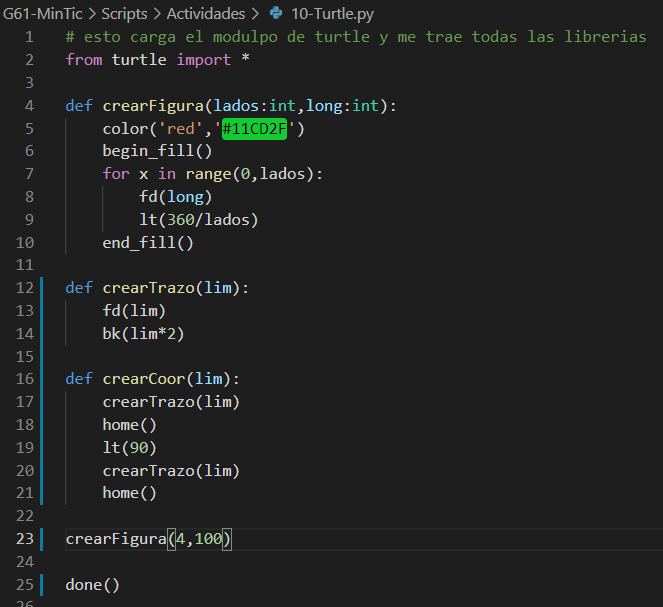 G61-MinTic > Scripts > Actividades > 10-Turtle.py
1 # esto carga el modulpo de turtle y me trae todas las librerias
2 from turtle import *
3
4 def crearFigura(lados:int,long:int):
5     color('red','#11CD2F')
6     begin_fill()
7     for x in range(0,lados):
8         fd(long)
9         lt(360/lados)
10     end_fill()
11
12 def crearTrazo(lim):
13     fd(lim)
14     bk(lim*2)
15
16 def crearCoor(lim):
17     crearTrazo(lim)
18     home()
19     lt(90)
20     crearTrazo(lim)
21     home()
22
23 crearFigura(4,100)
24
25 done()
26